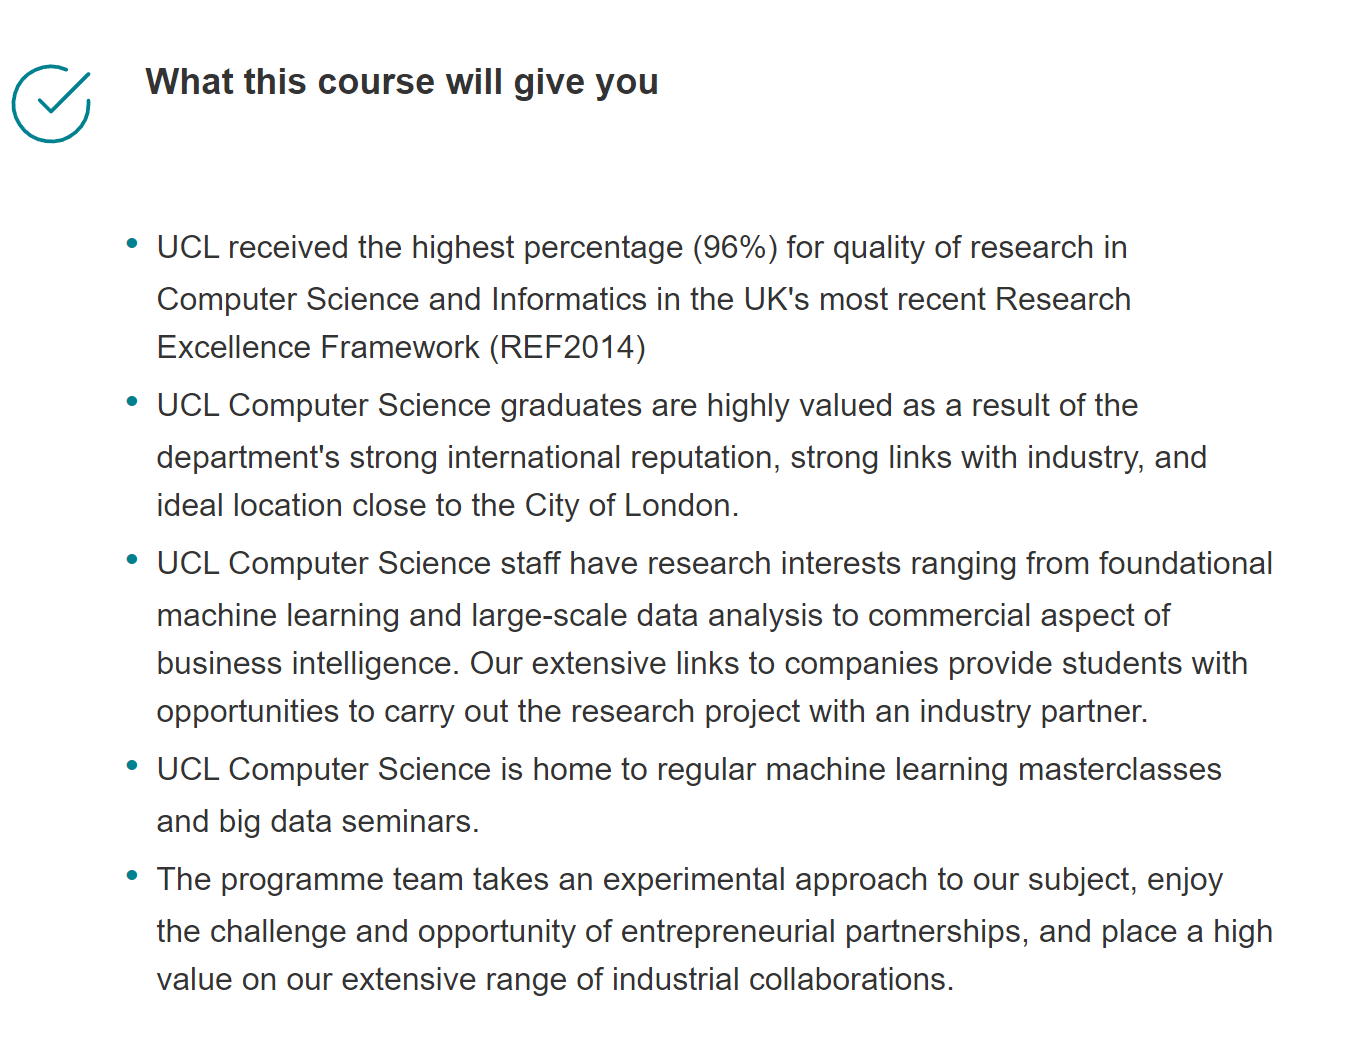 What this course will give you
UCL received the highest percentage (96%) for quality of research in
Computer Science and Informatics in the UK's most recent Research
Excellence Framework (REF2014)
UCL Computer Science graduates are highly valued as a result of the
department's strong international reputation, strong links with industry, and
ideal location close to the City of London.
UCL Computer Science staff have research interests ranging from foundational
machine learning and large-scale data analysis to commercial aspect of
business intelligence. Our extensive links to companies provide students with
opportunities to carry out the research project with an industry partner.
UCL Computer Science is home to regular machine learning masterclasses
and big data seminars.
The programme team takes an experimental approach to our subject, enjoy
the challenge and opportunity of entrepreneurial partnerships, and place a high
value on our extensive range of industrial collaborations.